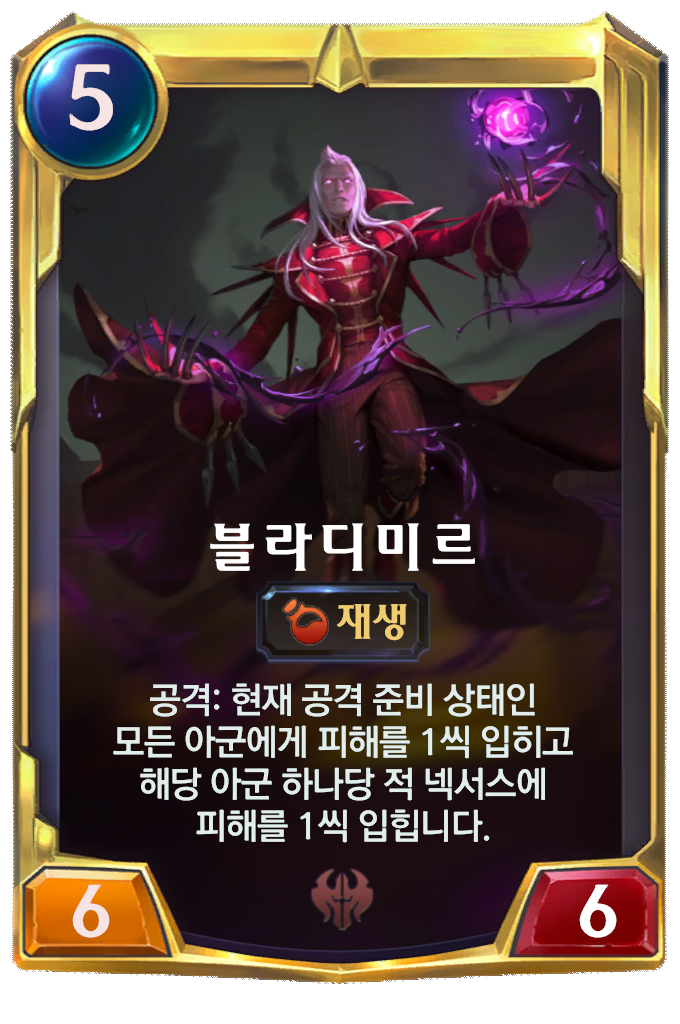 5
블라디미르
재생
공격: 현재 공격 준비 상태인
모든 아군에게 피해를 1씩 입히고
해당 아군 하나당 적 넥서스에
피해를 1씩 입힙니다.
6
6